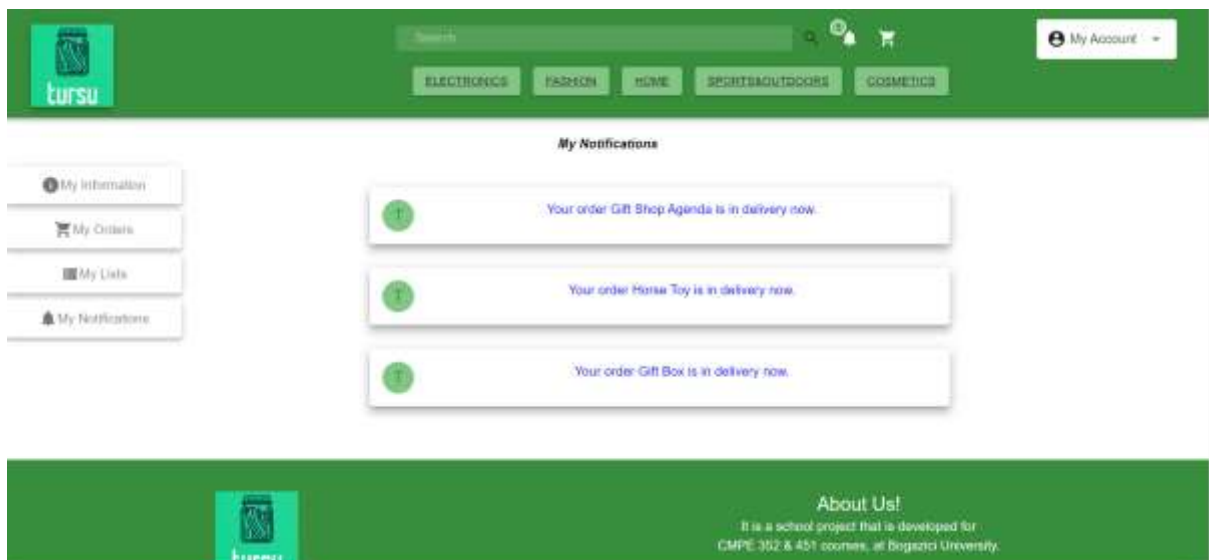 tursu
Search
My Account
ELECTRONICS FASHION HOME SPORTS&OUTDOORS COSMETICS
My Notifications
My Information
My Orders
My Lists
My Notifications
Your order Gift Shop Agenda is in delivery now.
Your order Horse Toy is in delivery now.
Your order Gift Box is in delivery now.
T
T
T
tursu
About Us!
It is a school project that is developed for
CMPE 352 & 451 courses, at Bogazici University.